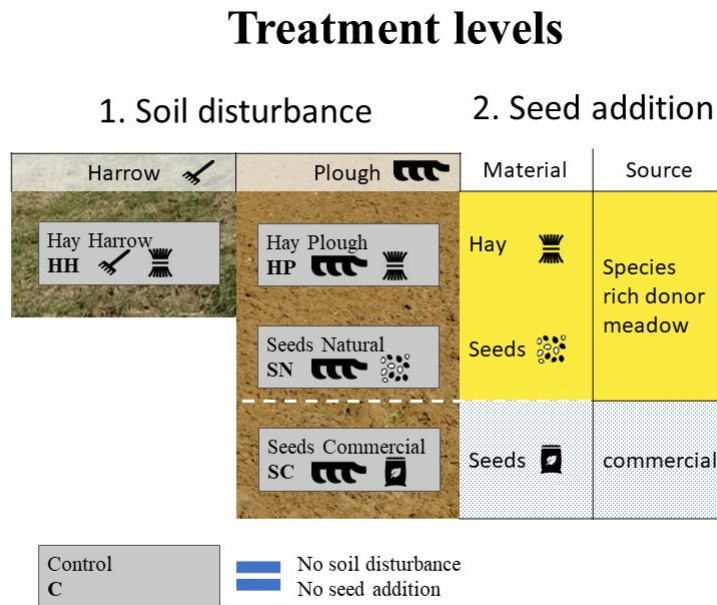 Treatment levels
1. Soil disturbance
2. Seed addition
Harrow
Plough
Material
Source
Hay Harrow
HH
Hay Plough
HP
Hay
Species
rich donor
meadow
Seeds Natural
SN
Seeds
Seeds Commercial
SC
Seeds
commercial
Control
C
No soil disturbance
No seed addition